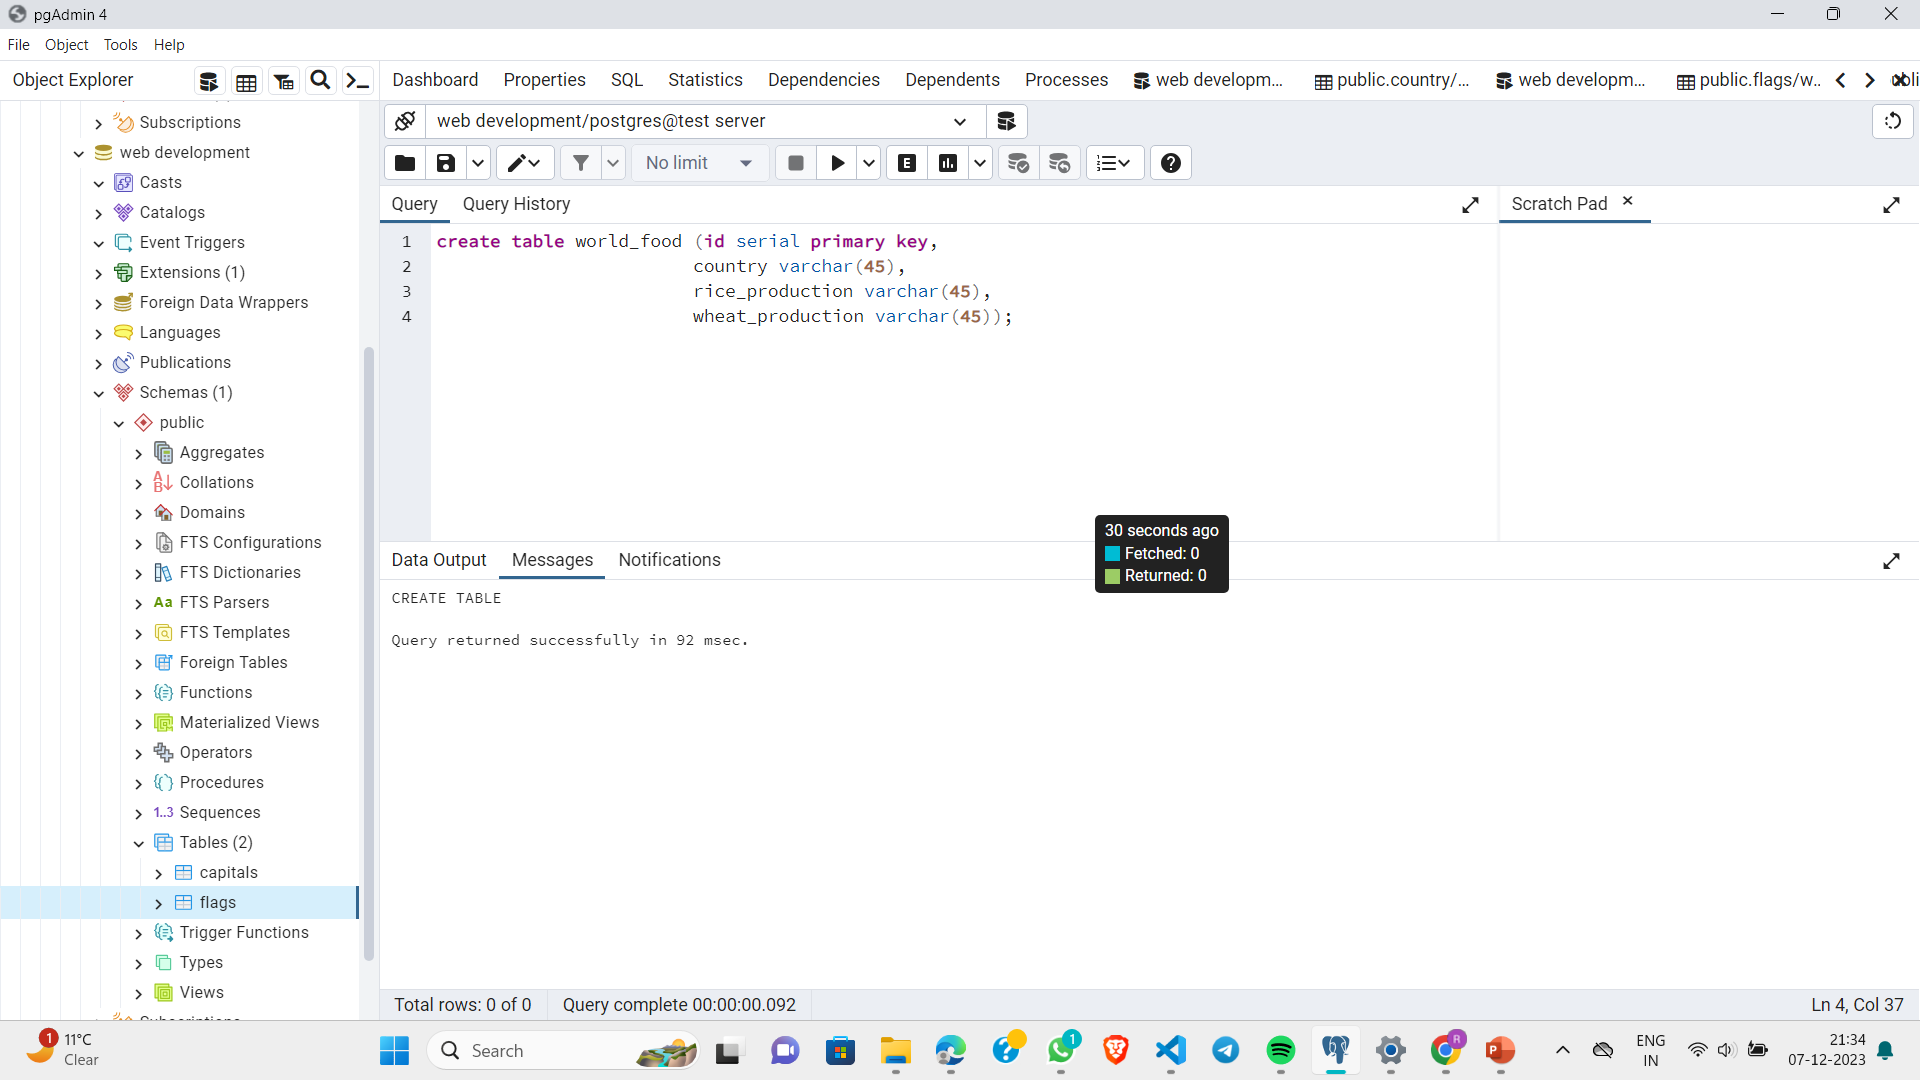 pgAdmin 4
File Object Tools Help
Object Explorer
Dashboard Properties SQL Statistics Dependencies Dependents Processes web developm... public.country/... web developm... public.flags/w...
web development/postgres@test server
No limit
E
Query Query History
Scratch Pad
Subscriptions
web development
Casts
Catalogs
Event Triggers
Extensions (1)
Foreign Data Wrappers
Languages
Publications
Schemas (1)
public
Aggregates
Collations
Domains
FTS Configurations
FTS Dictionaries
Aa FTS Parsers
FTS Templates
Foreign Tables
Functions
Materialized Views
Operators
Procedures
1..3 Sequences
Tables (2)
capitals
flags
Trigger Functions
Types
Views
1 create table world_food (id serial primary key,
2 country varchar(45),
3 rice_production varchar(45),
4 wheat_production varchar(45));
30 seconds ago
Fetched: 0
Returned: 0
Data Output Messages Notifications
CREATE TABLE
Query returned successfully in 92 msec.
Total rows: 0 of 0 Query complete 00:00:00.092 Ln 4, Col 37
1
11°C
Clear
Search
1
R
P
ENG
IN
21:34
07-12-2023